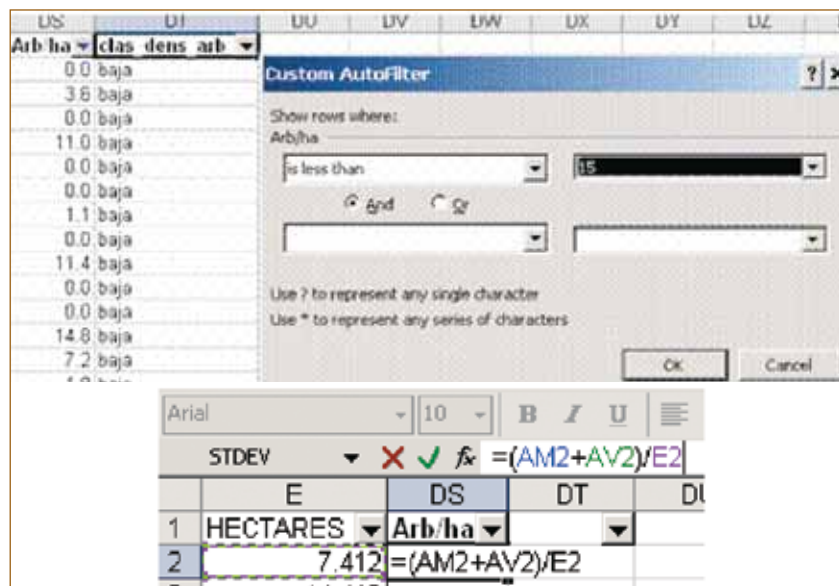 DS DT DU DV DW DX DY DZ
Arb/ha clas_dens_arb
0.0 baja
3.6 baja
0.0 baja
11.0 baja
0.0 baja
0.0 baja
1.1 baja
0.0 baja
11.4 baja
0.0 baja
0.0 baja
14.8 baja
7.2 baja
Custom AutoFilter
Show rows where:
Arb/ha
is less than 15
And Or
Use ? to represent any single character
Use * to represent any series of characters
OK Cancel
Arial 10 B I U
STDEV fx =(AM2+AV2)/E2
E DS DT DU
1 HECTARES Arb/ha
2 7.412 =(AM2+AV2)/E2